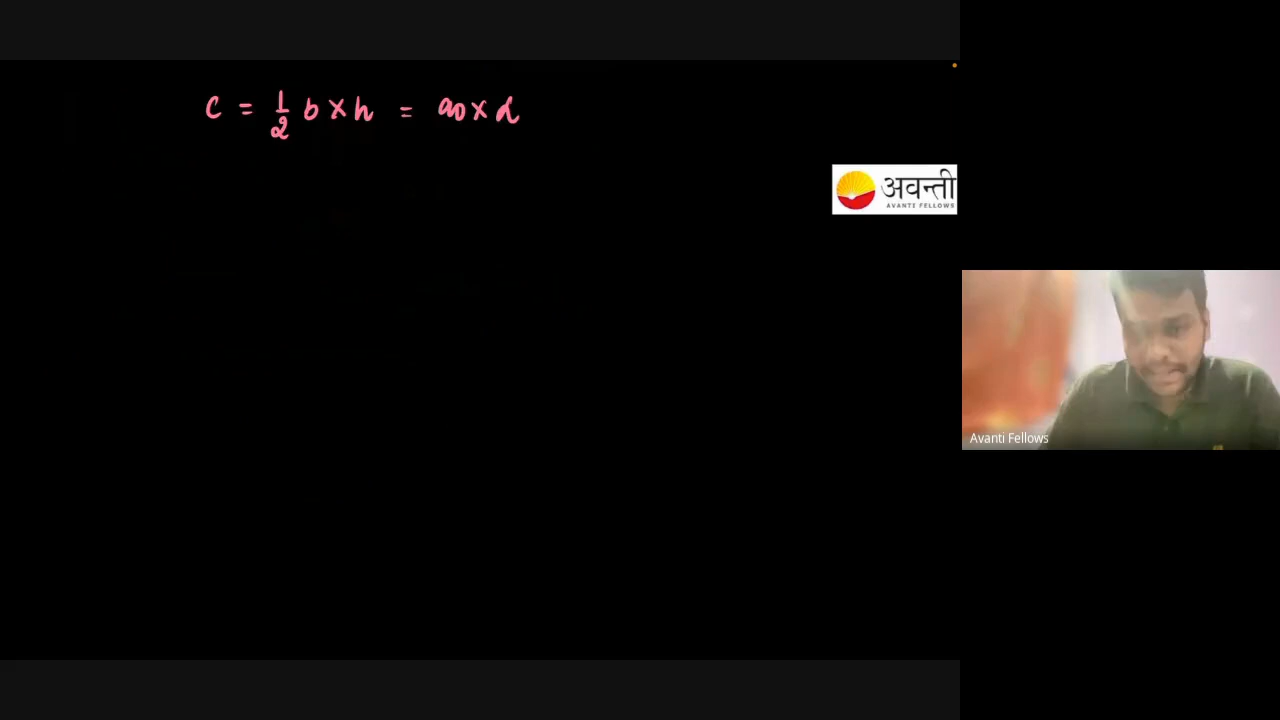 C = 1/2 b × h = a0 × d
अवन्ती
AVANTI FELLOWS
Avanti Fellows